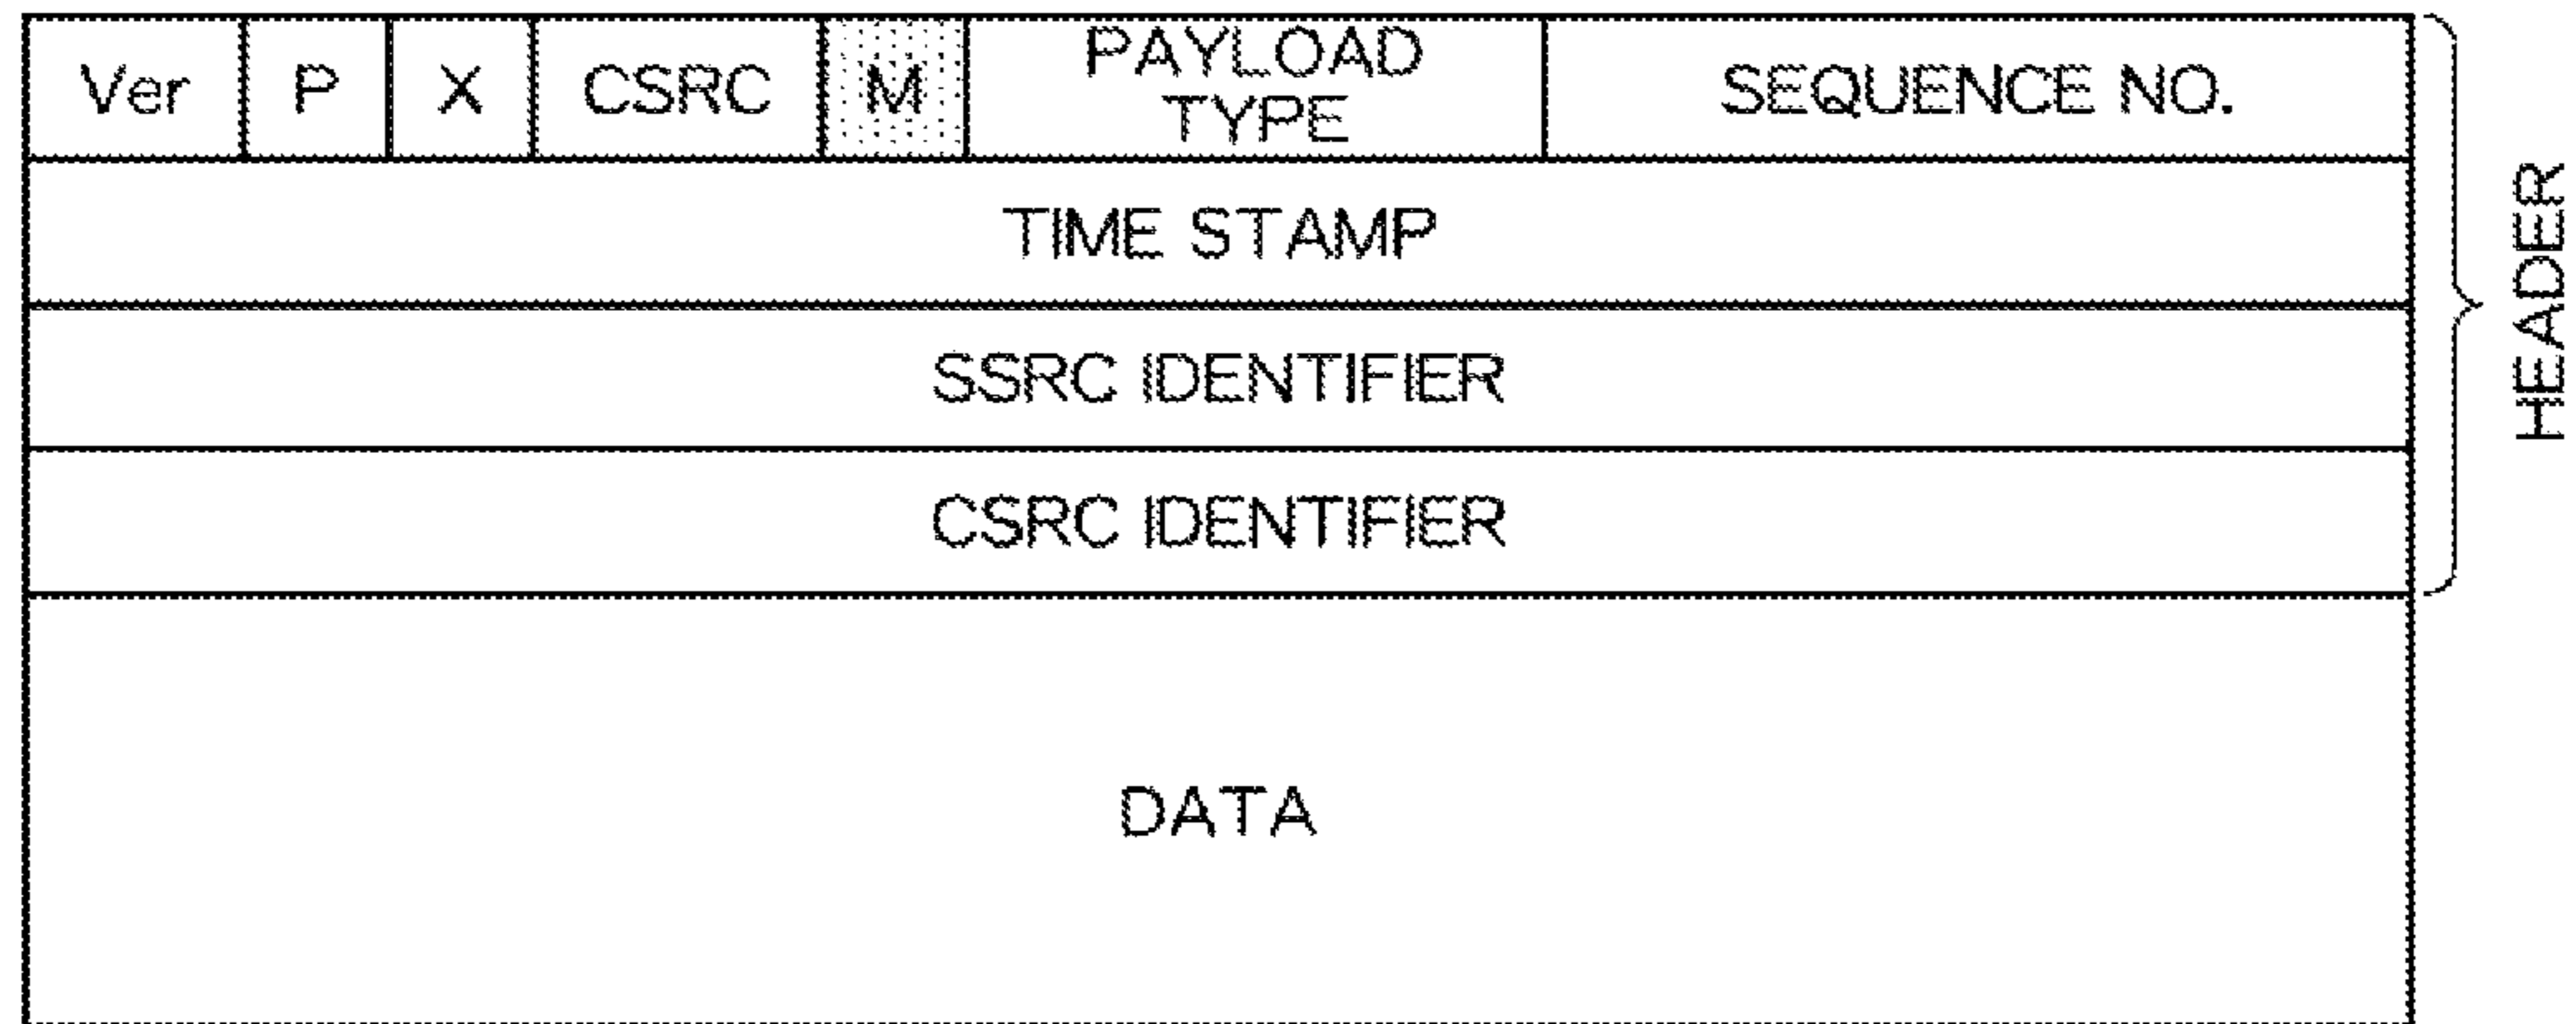 Ver P X CSRC M PAYLOAD TYPE SEQUENCE NO.
TIME STAMP
SSRC IDENTIFIER
CSRC IDENTIFIER
DATA
HEADER